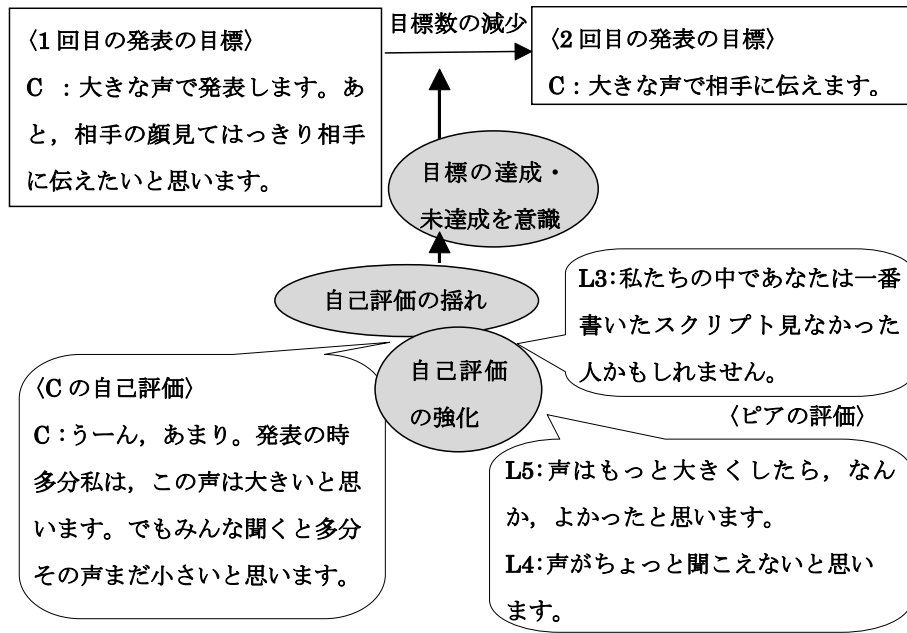 〈1 回目の発表の目標〉
C ：大きな声で発表します。あ
と，相手の顔見てはっきり相手
に伝えたいと思います。
目標数の減少
〈2 回目の発表の目標〉
C：大きな声で相手に伝えます。
目標の達成・
未達成を意識
自己評価の揺れ
自己評価
の強化
L3：私たちの中であなたは一番
書いたスクリプト見なかった
人かもしれません。
〈C の自己評価〉
C：うーん，あまり。発表の時
多分私は，この声は大きいと思
います。でもみんな聞くと多分
その声まだ小さいと思います。
〈ピアの評価〉
L5：声はもっと大きくしたら，なん
か，よかったと思います。
L4：声がちょっと聞こえないと思い
ます。